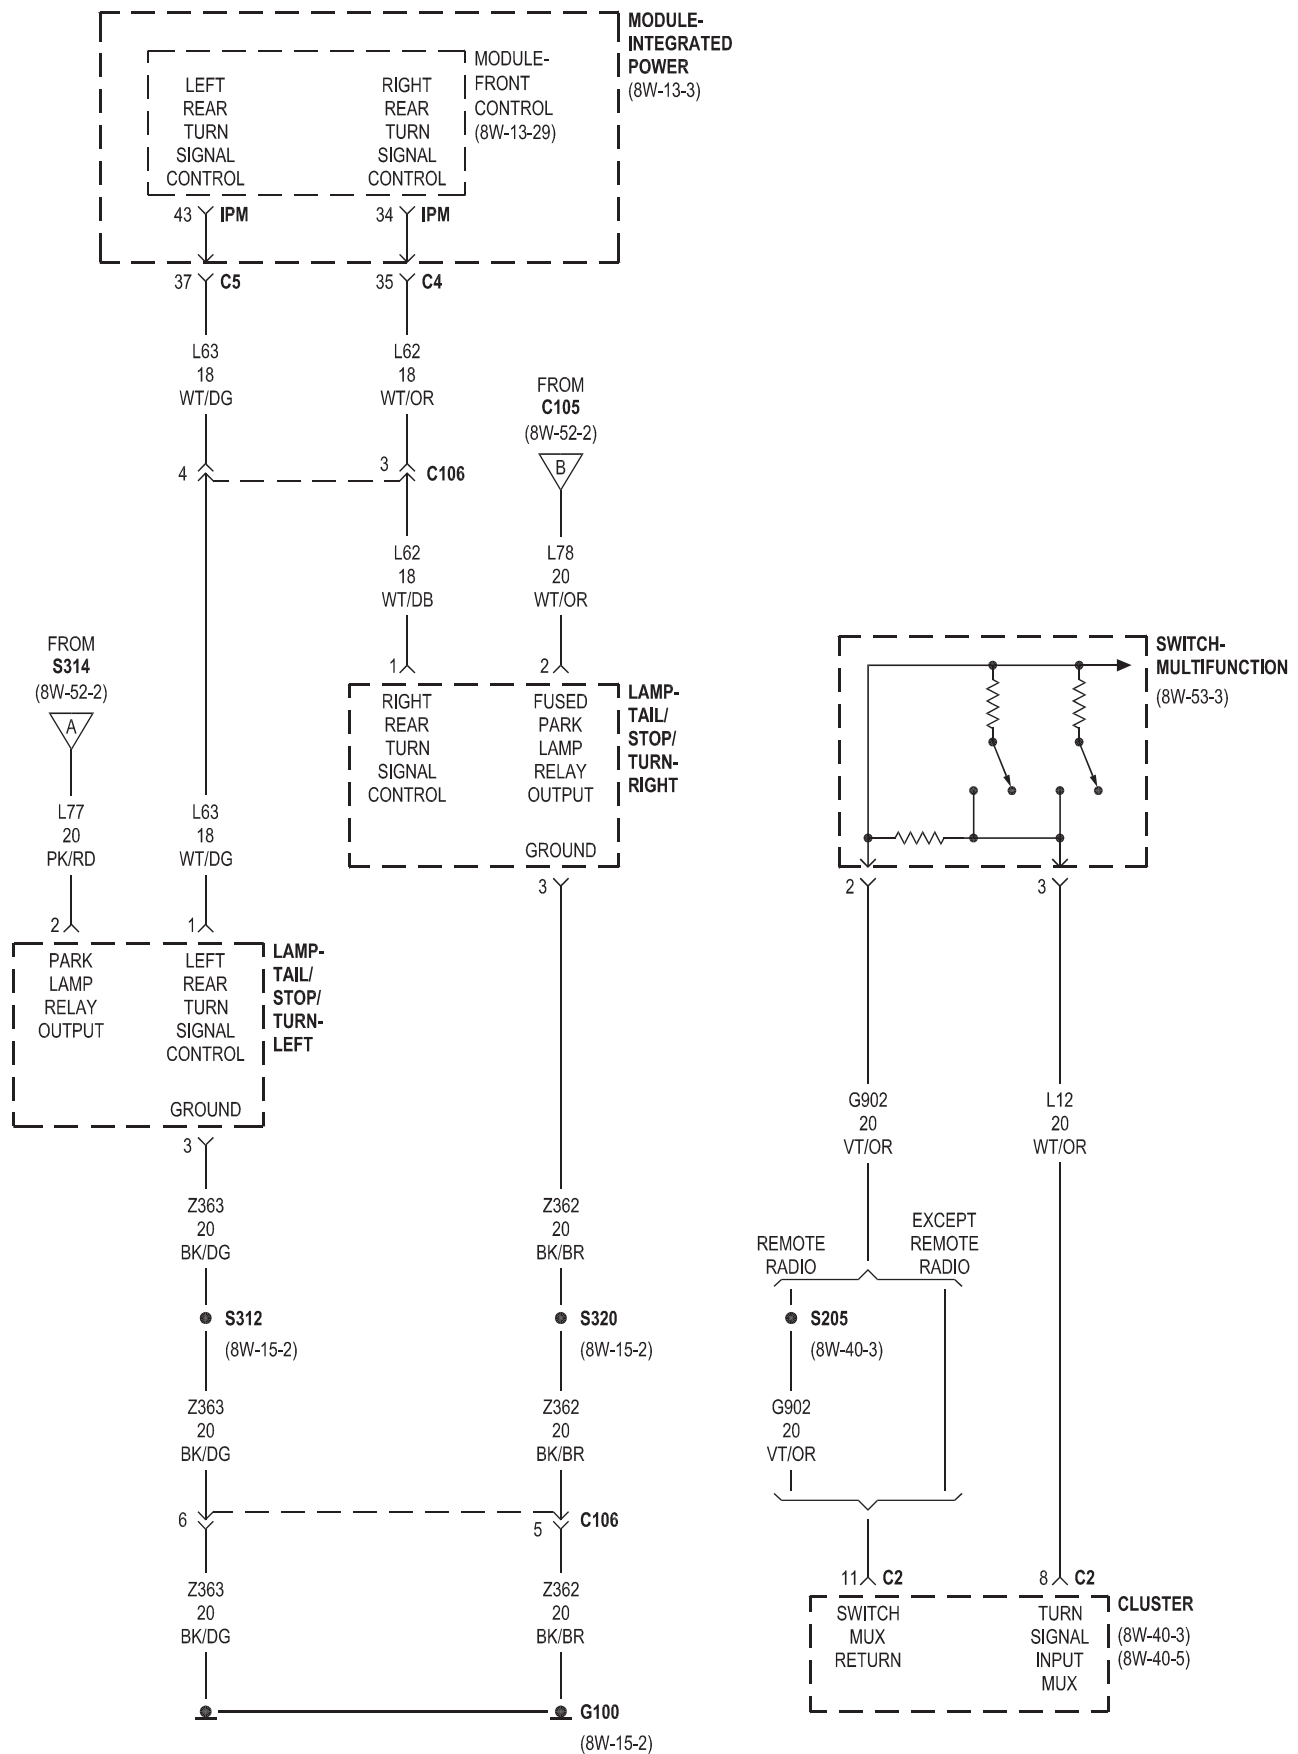 MODULE-
INTEGRATED
POWER
(8W-13-3)
MODULE-
FRONT
CONTROL
(8W-13-29)
LEFT
REAR
TURN
SIGNAL
CONTROL
RIGHT
REAR
TURN
SIGNAL
CONTROL
43 IPM
34 IPM
37 C5
35 C4
L63
18
WT/DG
L62
18
WT/OR
FROM
C105
(8W-52-2)
B
4
3
C106
L62
18
WT/DB
L78
20
WT/OR
FROM
S314
(8W-52-2)
A
1
2
RIGHT
REAR
TURN
SIGNAL
CONTROL
FUSED
PARK
LAMP
RELAY
OUTPUT
GROUND
LAMP-
TAIL/
STOP/
TURN-
RIGHT
3
L77
20
PK/RD
L63
18
WT/DG
2
1
PARK
LAMP
RELAY
OUTPUT
LEFT
REAR
TURN
SIGNAL
CONTROL
GROUND
LAMP-
TAIL/
STOP/
TURN-
LEFT
3
SWITCH-
MULTIFUNCTION
(8W-53-3)
2
3
G902
20
VT/OR
L12
20
WT/OR
Z363
20
BK/DG
Z362
20
BK/BR
REMOTE
RADIO
EXCEPT
REMOTE
RADIO
S312
(8W-15-2)
S320
(8W-15-2)
S205
(8W-40-3)
Z363
20
BK/DG
Z362
20
BK/BR
G902
20
VT/OR
6
5
C106
11 C2
8 C2
Z363
20
BK/DG
Z362
20
BK/BR
SWITCH
MUX
RETURN
TURN
SIGNAL
INPUT
MUX
CLUSTER
(8W-40-3)
(8W-40-5)
G100
(8W-15-2)